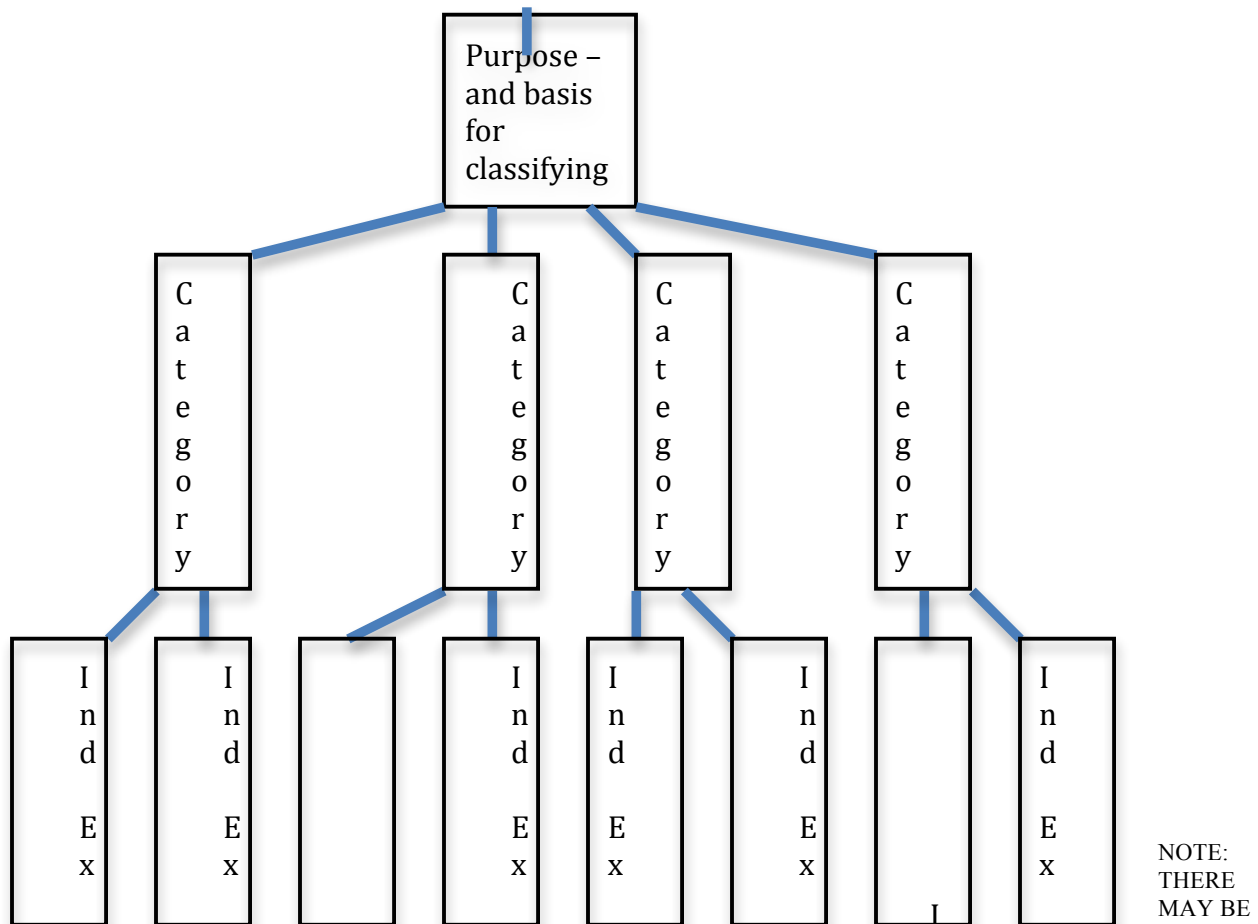 Purpose –
and basis
for
classifying
C
a
t
e
g
o
r
y
C
a
t
e
g
o
r
y
C
a
t
e
g
o
r
y
C
a
t
e
g
o
r
y
I
n
d
E
x
I
n
d
E
x
I
n
d
E
x
I
n
d
E
x
I
n
d
E
x
I
n
d
E
x
NOTE:
THERE
MAY BE